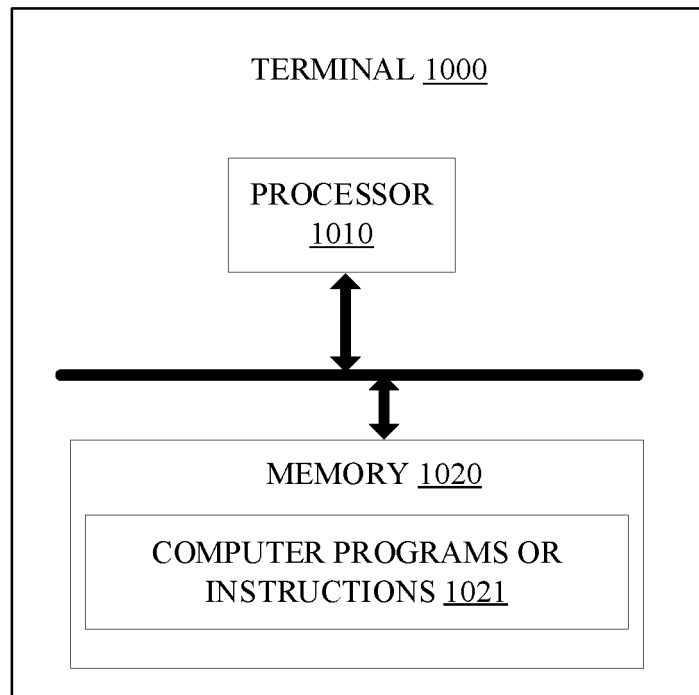 TERMINAL 1000
PROCESSOR
1010
MEMORY 1020
COMPUTER PROGRAMS OR
INSTRUCTIONS 1021